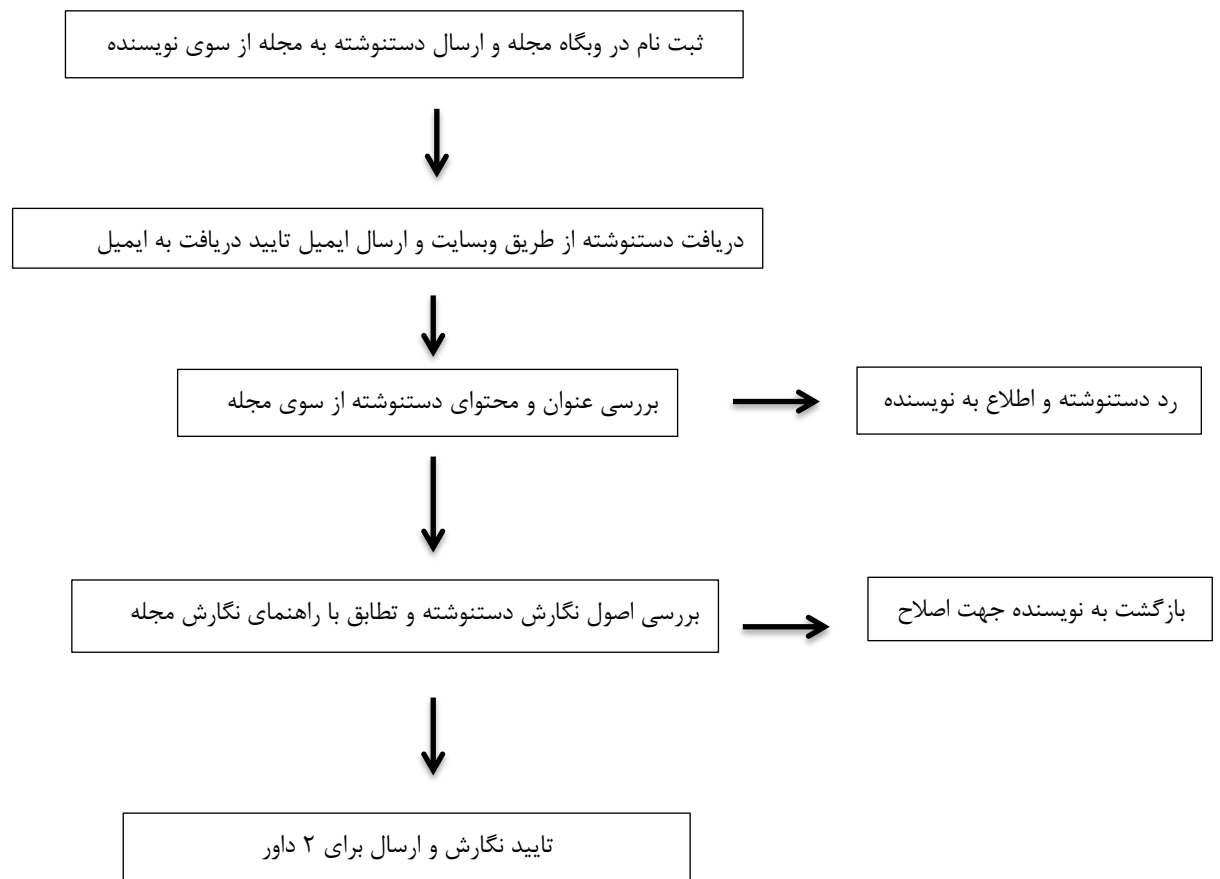 ثبت نام در وبگاه مجله و ارسال دستنوشته به مجله از سوی نویسنده
دریافت دستنوشته از طریق وبسایت و ارسال ایمیل تایید دریافت به ایمیل
بررسی عنوان و محتوای دستنوشته از سوی مجله
رد دستنوشته و اطلاع به نویسنده
بررسی اصول نگارش دستنوشته و تطابق با راهنمای نگارش مجله
بازگشت به نویسنده جهت اصلاح
تایید نگارش و ارسال برای ۲ داور